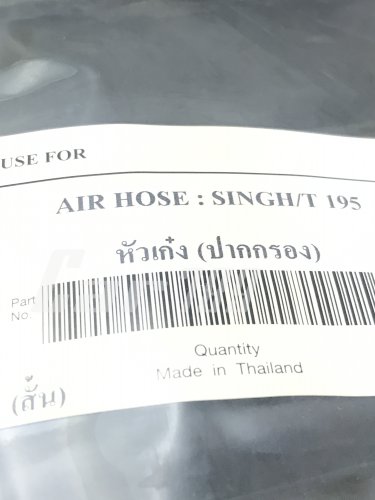 USE FOR
AIR HOSE : SINGH/T 195
หัวเก๋ง (ปากกรอง)
Part
No.
Quantity
Made in Thailand
(สั้น)